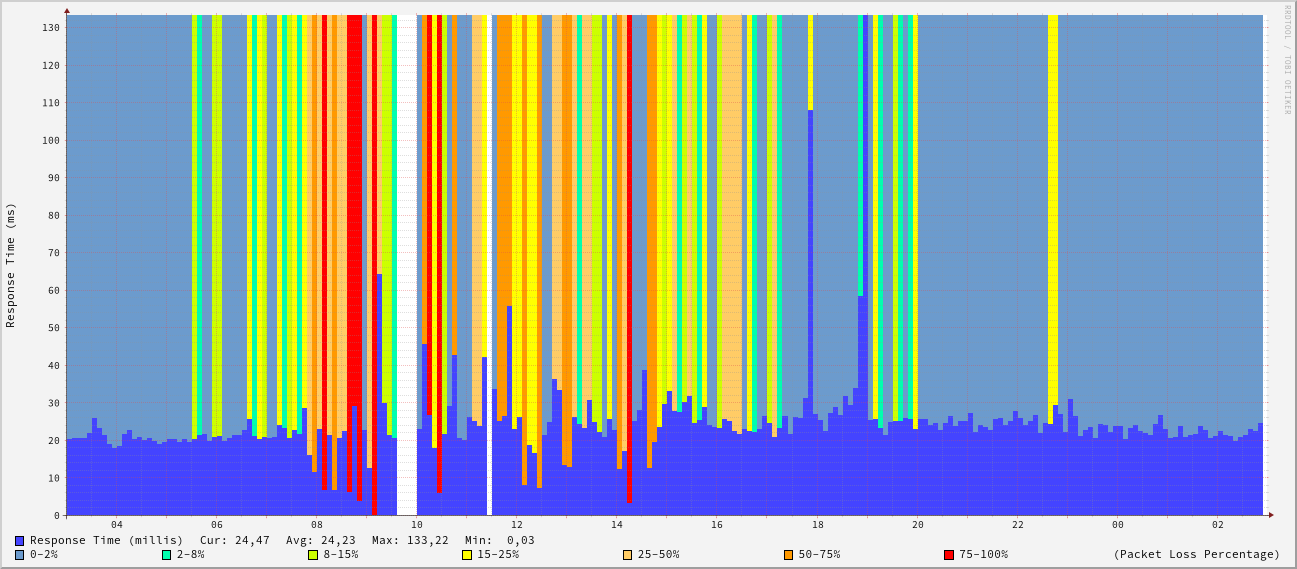 RRDTOOL / TOBI OETIKER
Response Time (ms)
130
120
110
100
90
80
70
60
50
40
30
20
10
0
04 06 08 10 12 14 16 18 20 22 00 02
Response Time (millis) Cur: 24,47 Avg: 24,23 Max: 133,22 Min: 0,03
0-2% 2-8% 8-15% 15-25% 25-50% 50-75% 75-100% (Packet Loss Percentage)